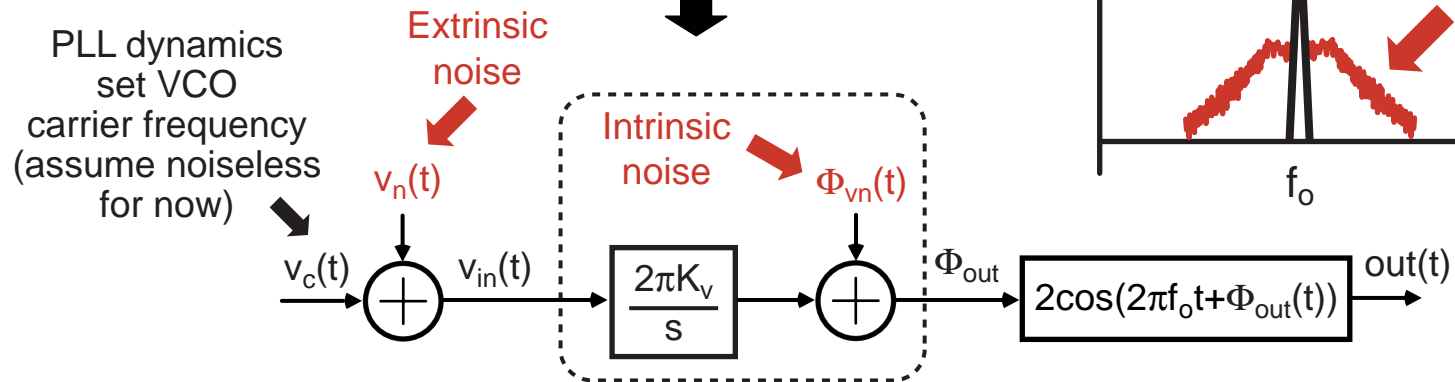 PLL dynamics
set VCO
carrier frequency
(assume noiseless
for now)
Extrinsic
noise
Intrinsic
noise
vₙ(t)
Φᵥₙ(t)
fₒ
v_c(t)
vᵢₙ(t)
2πKᵥ
s
Φₒᵤₜ
2cos(2πfₒt+Φₒᵤₜ(t))
out(t)